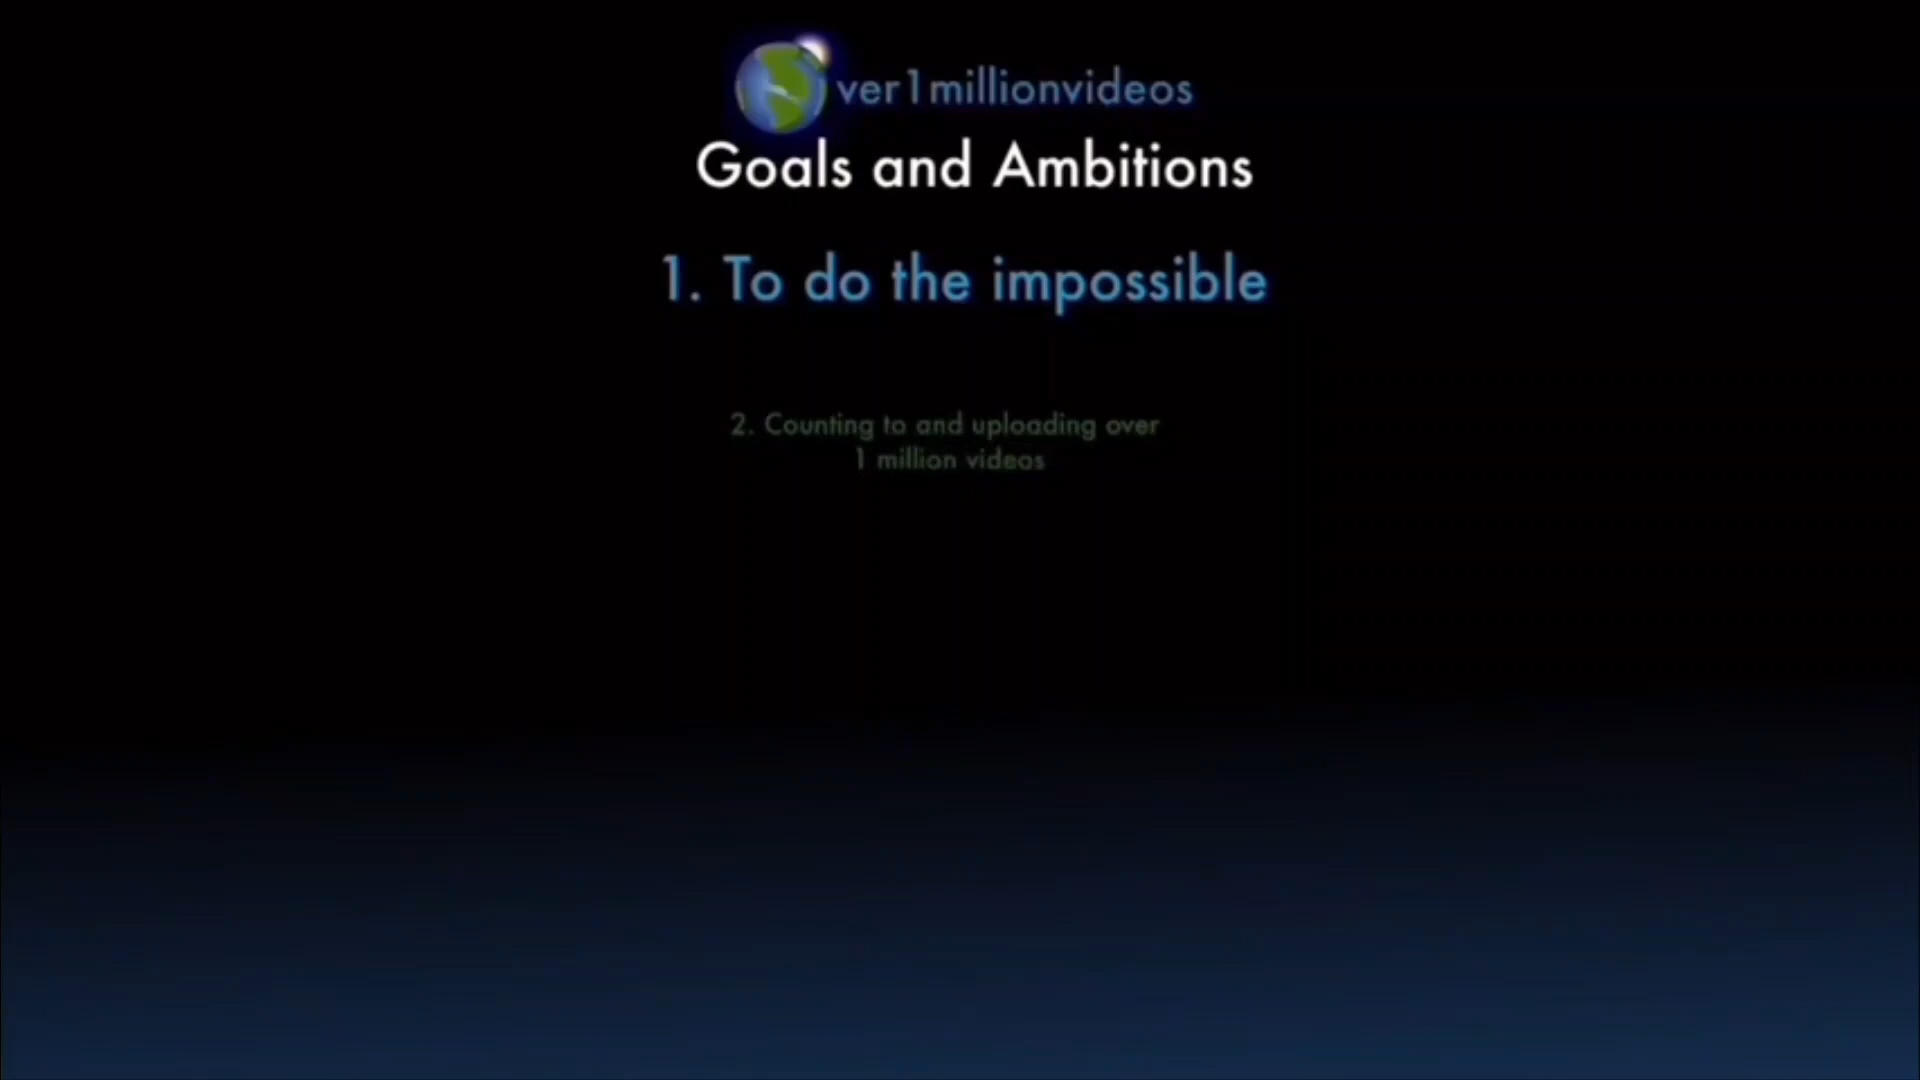 ver1millionvideos
Goals and Ambitions
1. To do the impossible
2. Counting to and uploading over
1 million videos